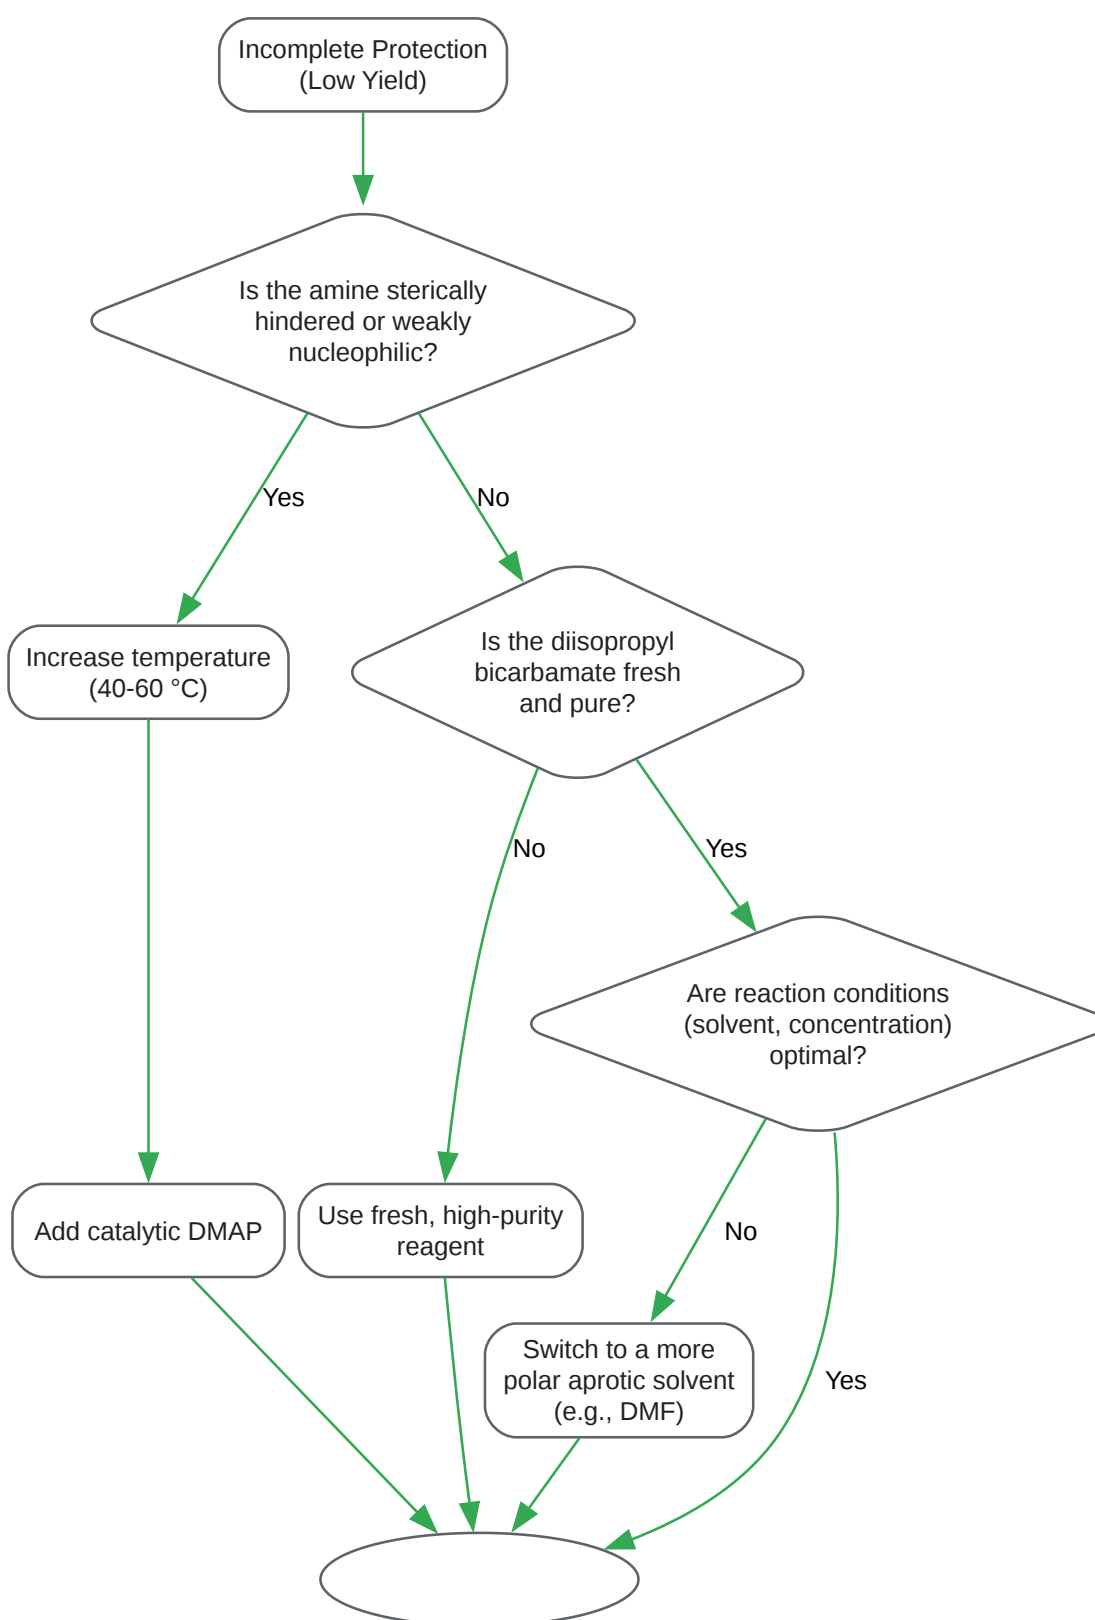 Incomplete Protection
(Low Yield)
Is the amine sterically
hindered or weakly
nucleophilic?
Yes
No
Increase temperature
(40-60 °C)
Is the diisopropyl
bicarbamate fresh
and pure?
No
Yes
Are reaction conditions
(solvent, concentration)
optimal?
Add catalytic DMAP
Use fresh, high-purity
reagent
No
Switch to a more
polar aprotic solvent
(e.g., DMF)
Yes